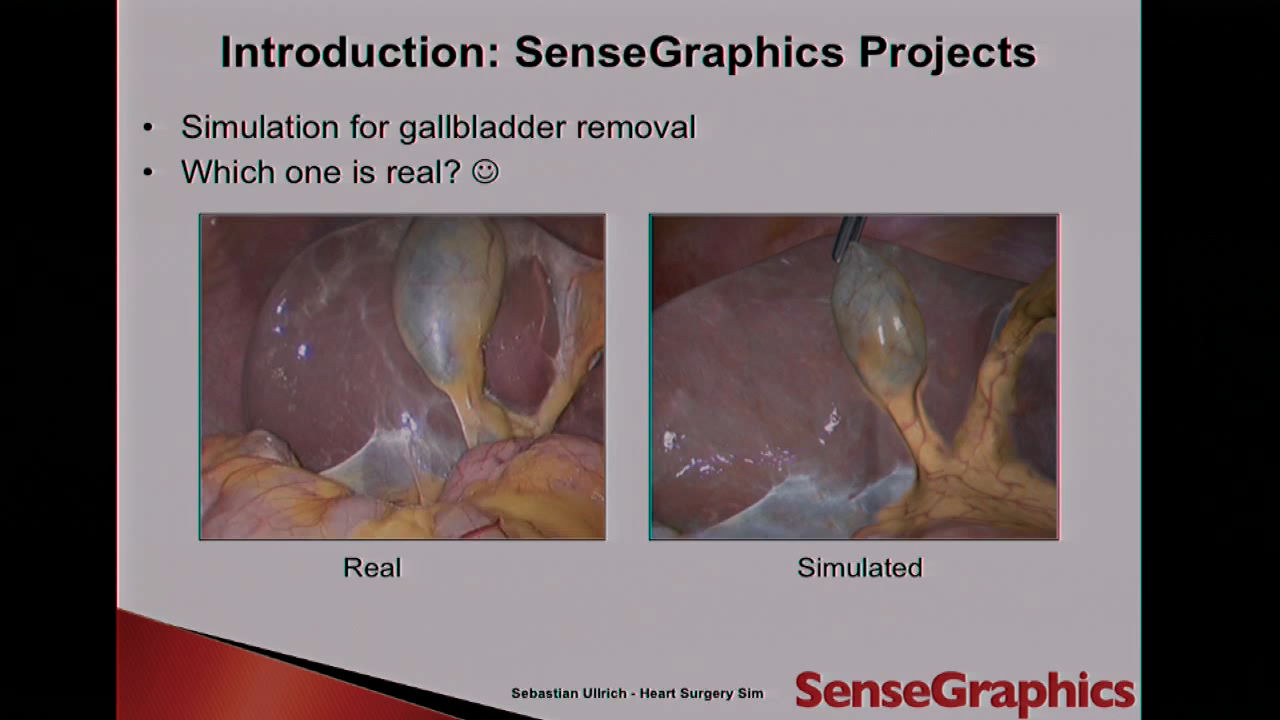 Introduction: SenseGraphics Projects
• Simulation for gallbladder removal
• Which one is real? ☺
Real
Simulated
Sebastian Ullrich - Heart Surgery Sim
SenseGraphics